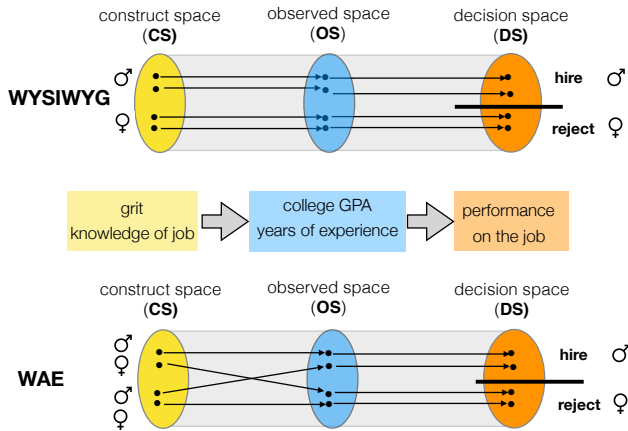 construct space
(CS)
observed space
(OS)
decision space
(DS)
WYSIWYG
♂
♀
hire ♂
reject ♀
grit
knowledge of job
college GPA
years of experience
performance
on the job
construct space
(CS)
observed space
(OS)
decision space
(DS)
WAE
♂
♀
♂
♀
hire ♂
reject ♀